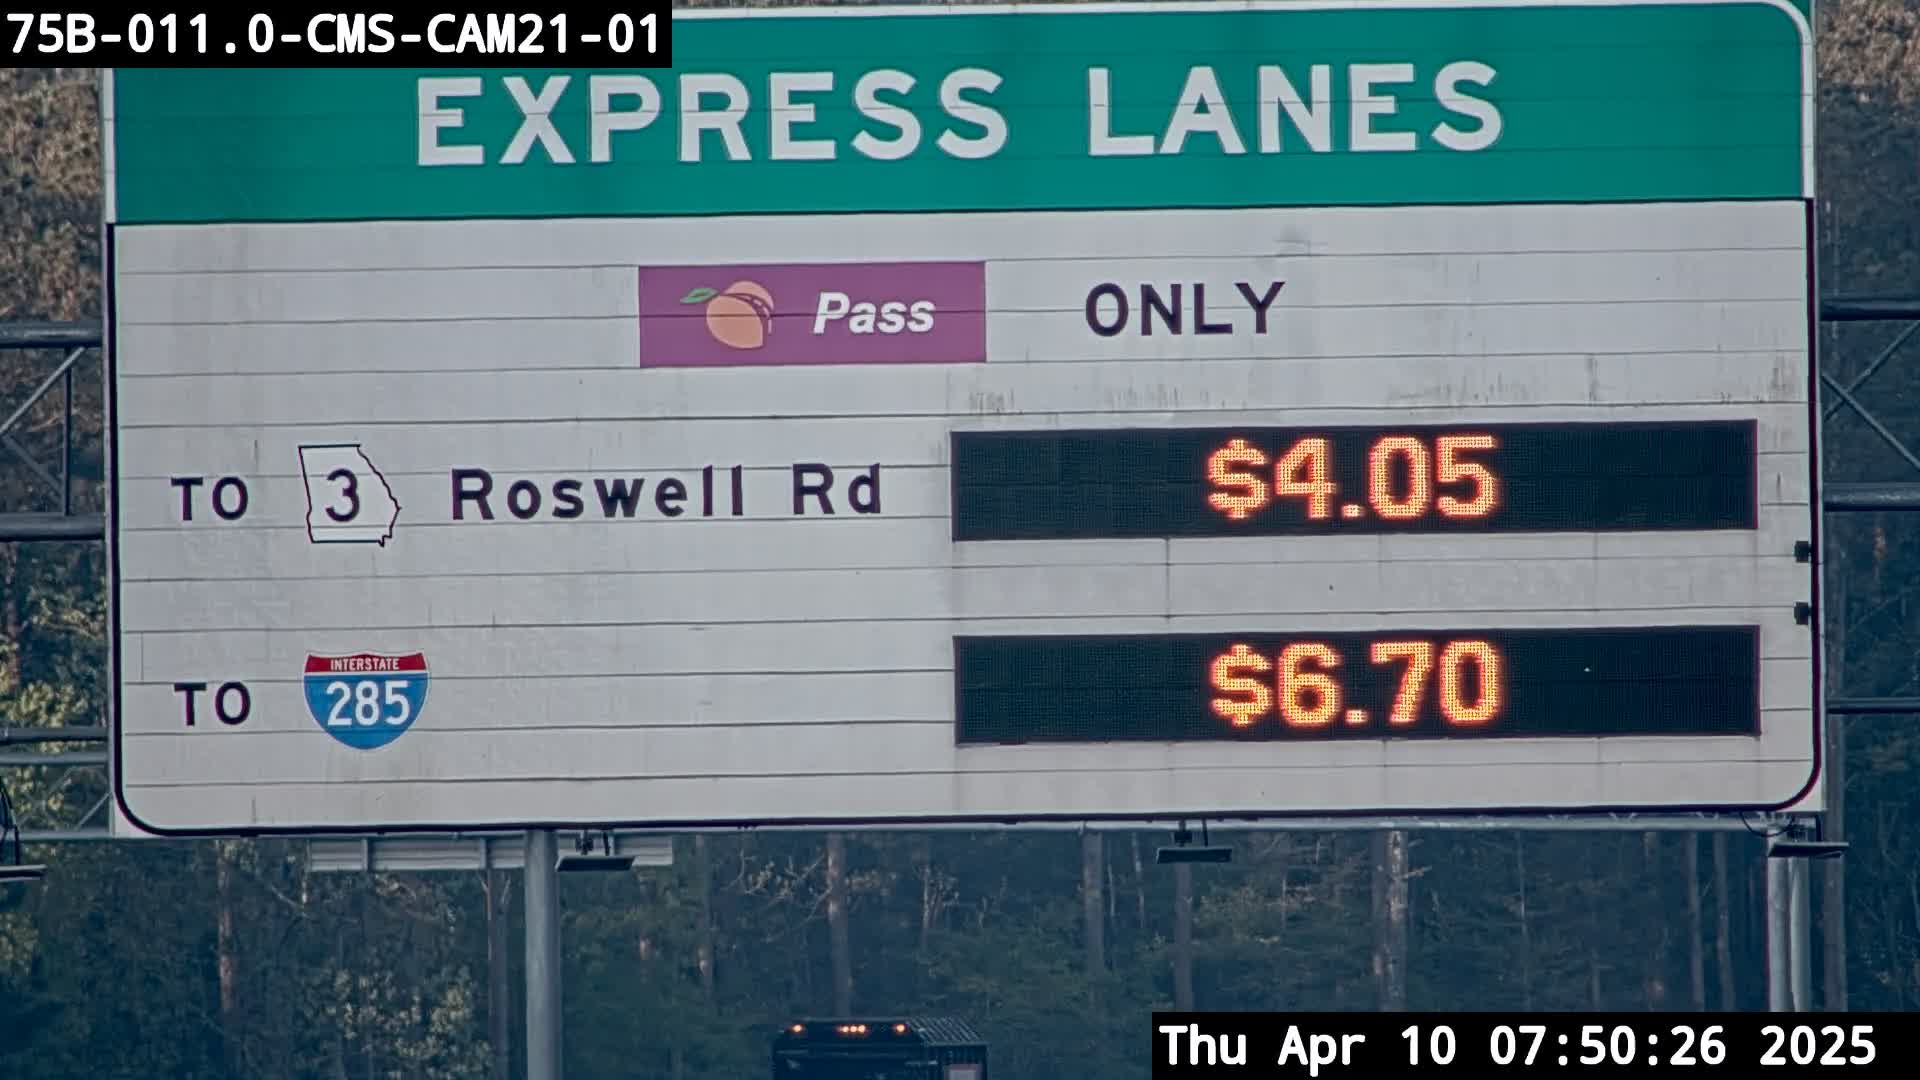 75B-011.0-CMS-CAM21-01
EXPRESS LANES
Pass ONLY
TO 3 Roswell Rd $4.05
TO INTERSTATE 285 $6.70
Thu Apr 10 07:50:26 2025